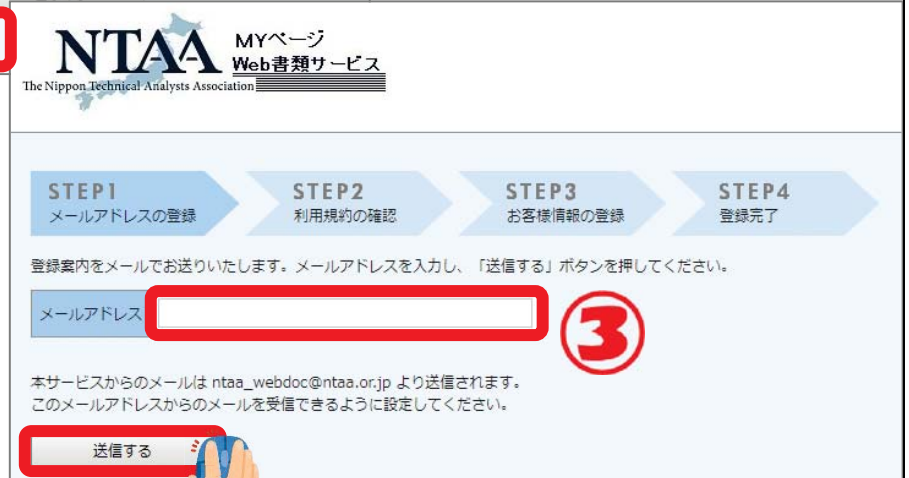 NTAA
MYページ
Web書類サービス
The Nippon Technical Analysts Association
STEP1
メールアドレスの登録
STEP2
利用規約の確認
STEP3
お客様情報の登録
STEP4
登録完了
登録案内をメールでお送りいたします。メールアドレスを入力し、「送信する」ボタンを押してください。
メールアドレス
③
本サービスからのメールは ntaa_webdoc@ntaa.or.jp より送信されます。
このメールアドレスからのメールを受信できるように設定してください。
送信する